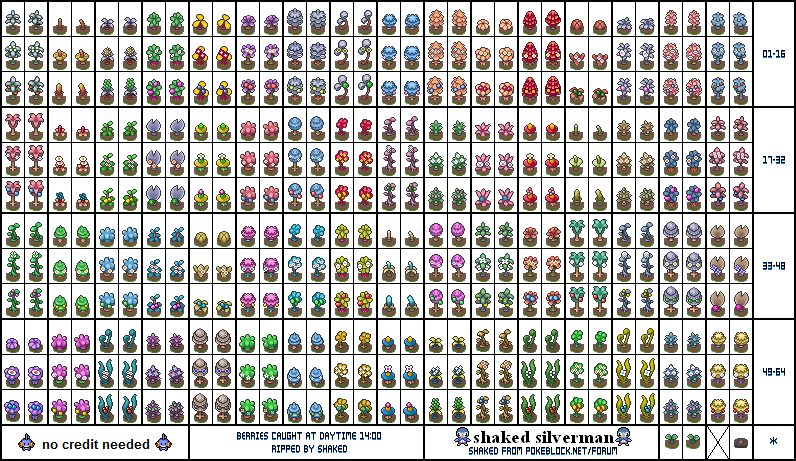 01-16
17-32
33-48
49-64
no credit needed
BERRIES CAUGHT AT DAYTIME 14:00
RIPPED BY SHAKED
shaked silverman
SHAKED FROM POKEBLOCK.NET/FORUM
*